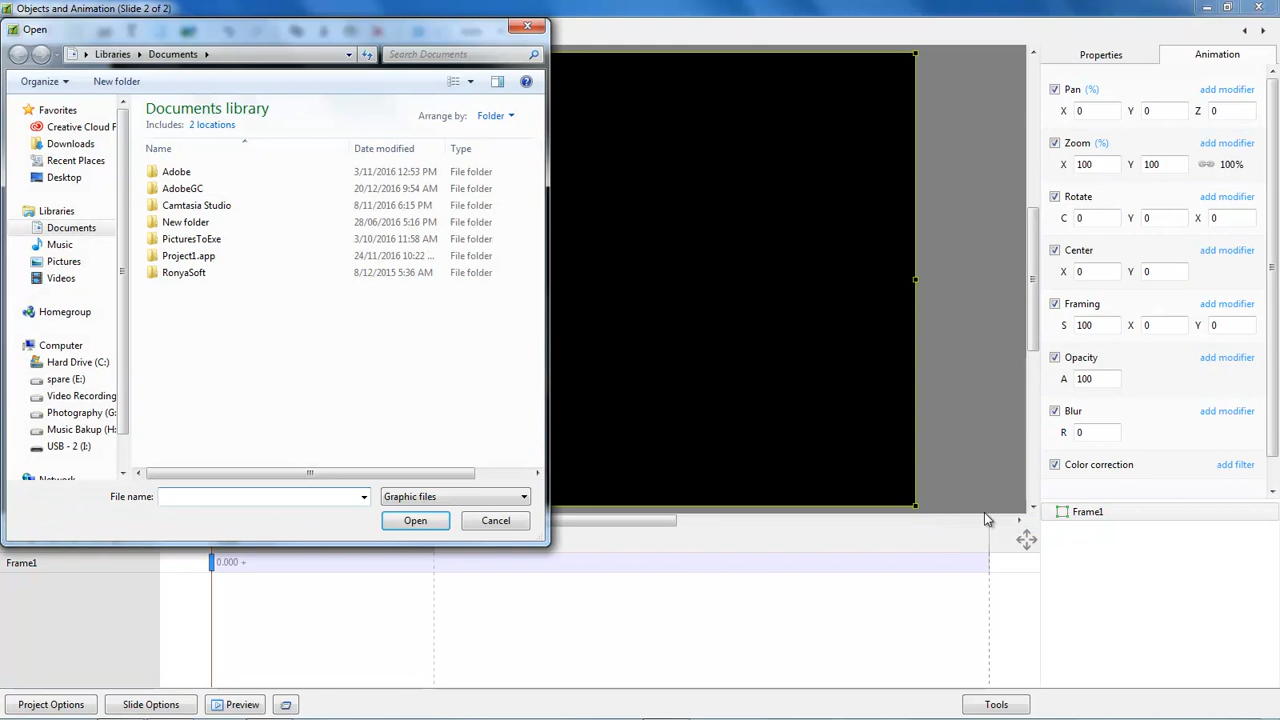 Objects and Animation (Slide 2 of 2)
Open
Libraries Documents
Search Documents
Organize
New folder
Favorites
Creative Cloud F
Downloads
Recent Places
Desktop
Libraries
Documents
Music
Pictures
Videos
Homegroup
Computer
Hard Drive (C:)
spare (E:)
Video Recording
Photography (G:
Music Bakup (H:
USB - 2 (I:)
Network
Documents library
Includes: 2 locations
Arrange by: Folder
Name Date modified Type
Adobe 3/11/2016 12:53 PM File folder
AdobeGC 20/12/2016 9:54 AM File folder
Camtasia Studio 8/11/2016 6:15 PM File folder
New folder 28/06/2016 5:16 PM File folder
PicturesToExe 3/10/2016 11:58 AM File folder
Project1.app 24/11/2016 10:22 ... File folder
RonyaSoft 8/12/2015 5:36 AM File folder
File name:
Graphic files
Open
Cancel
Properties
Animation
Pan (%) add modifier
X 0 Y 0 Z 0
Zoom (%) add modifier
X 100 Y 100 100%
Rotate add modifier
C 0 Y 0 X 0
Center add modifier
X 0 Y 0
Framing add modifier
S 100 X 0 Y 0
Opacity add modifier
A 100
Blur add modifier
R 0
Color correction add filter
Frame1
Frame1
0.000 +
Project Options
Slide Options
Preview
Tools